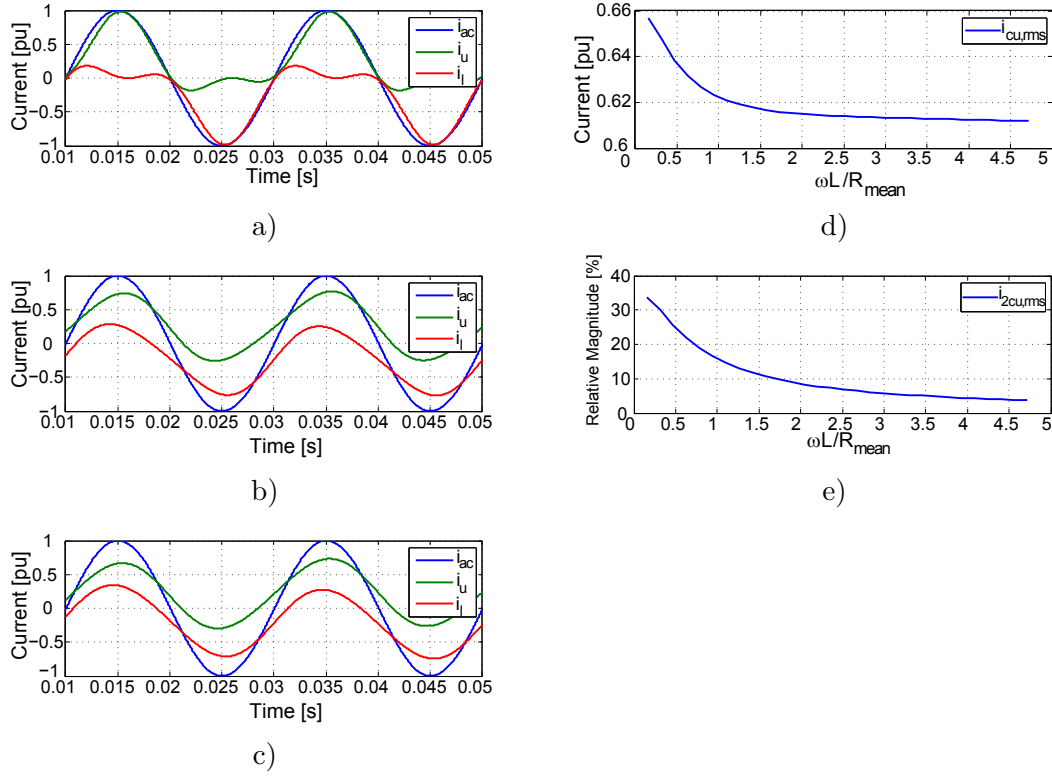 Current [pu]
1
0.5
0
−0.5
−1
0.01 0.015 0.02 0.025 0.03 0.035 0.04 0.045 0.05
Time [s]
i_ac
i_u
i_l
a)
Current [pu]
1
0.5
0
−0.5
−1
0.01 0.015 0.02 0.025 0.03 0.035 0.04 0.045 0.05
Time [s]
i_ac
i_u
i_l
b)
Current [pu]
1
0.5
0
−0.5
−1
0.01 0.015 0.02 0.025 0.03 0.035 0.04 0.045 0.05
Time [s]
i_ac
i_u
i_l
c)
Current [pu]
0.66
0.64
0.62
0.6
0 0.5 1 1.5 2 2.5 3 3.5 4 4.5 5
ωL/R_mean
i_cu,rms
d)
Relative Magnitude [%]
40
30
20
10
0
0 0.5 1 1.5 2 2.5 3 3.5 4 4.5 5
ωL/R_mean
i_2cu,rms
e)